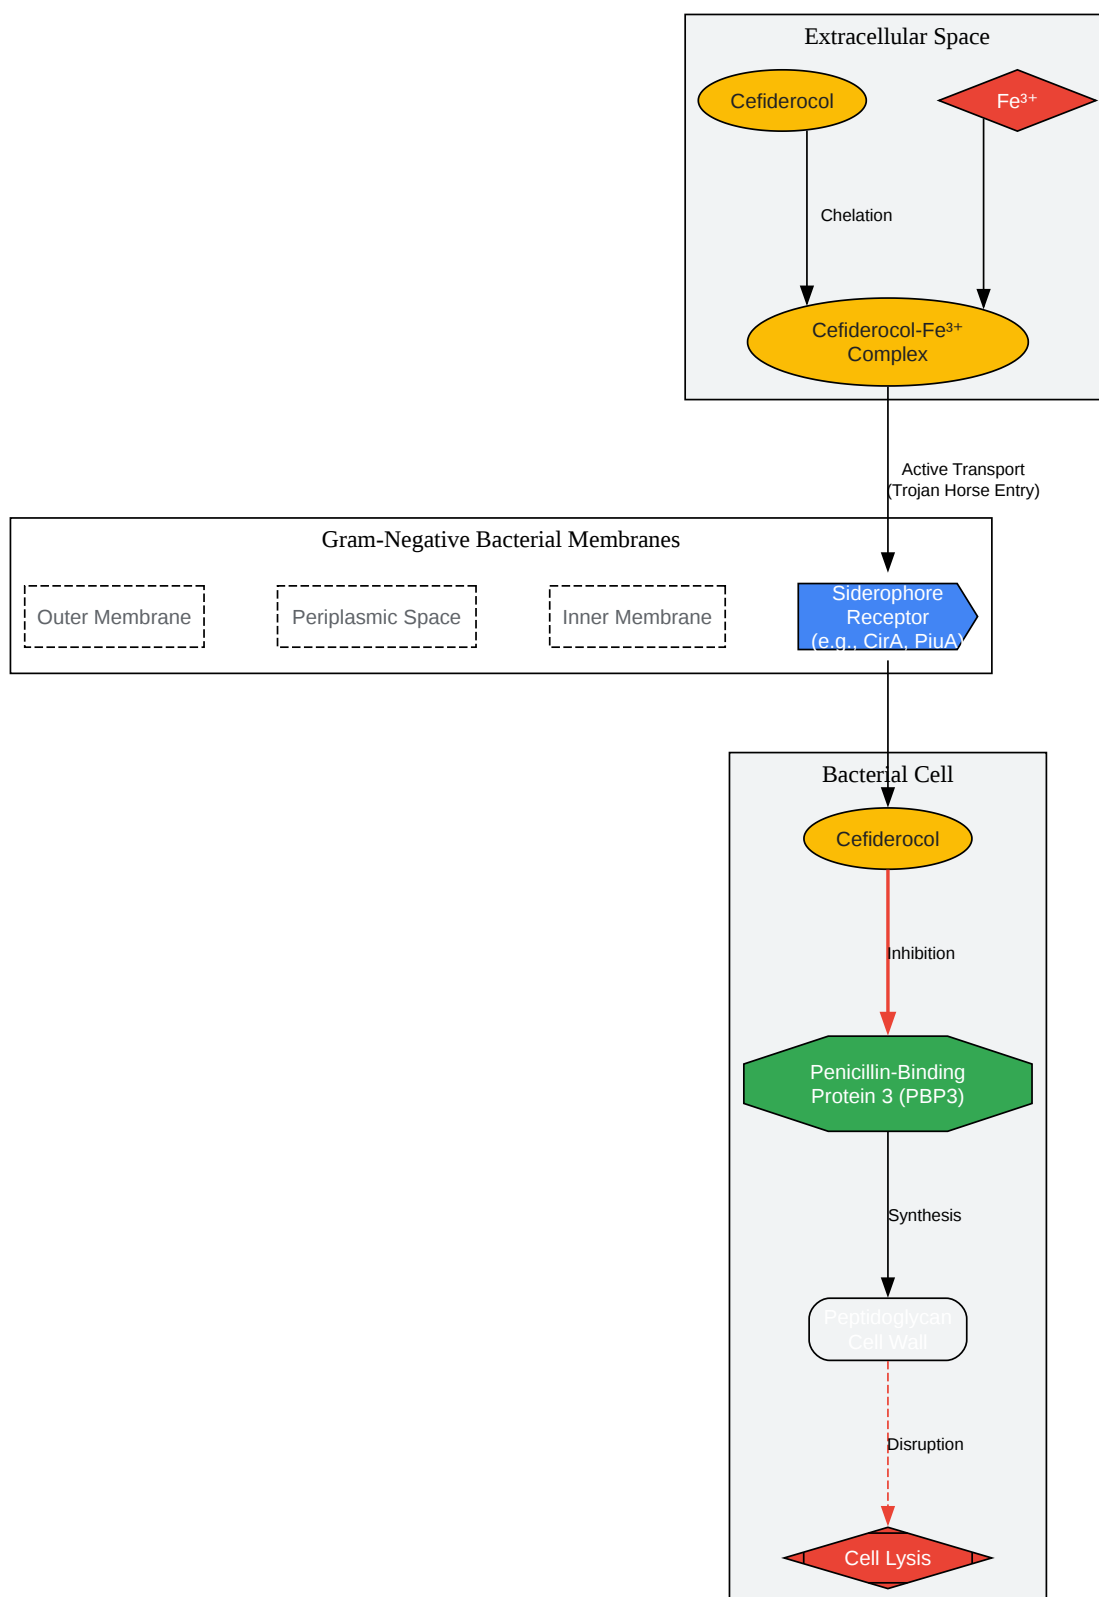 Extracellular Space
Cefiderocol
Fe³⁺
Chelation
Cefiderocol-Fe³⁺
Complex
Active Transport
(Trojan Horse Entry)
Gram-Negative Bacterial Membranes
Outer Membrane
Periplasmic Space
Inner Membrane
Siderophore
Receptor
(e.g., CirA, PiuA)
Bacterial Cell
Cefiderocol
Inhibition
Penicillin-Binding
Protein 3 (PBP3)
Synthesis
Peptidoglycan
Cell Wall
Disruption
Cell Lysis